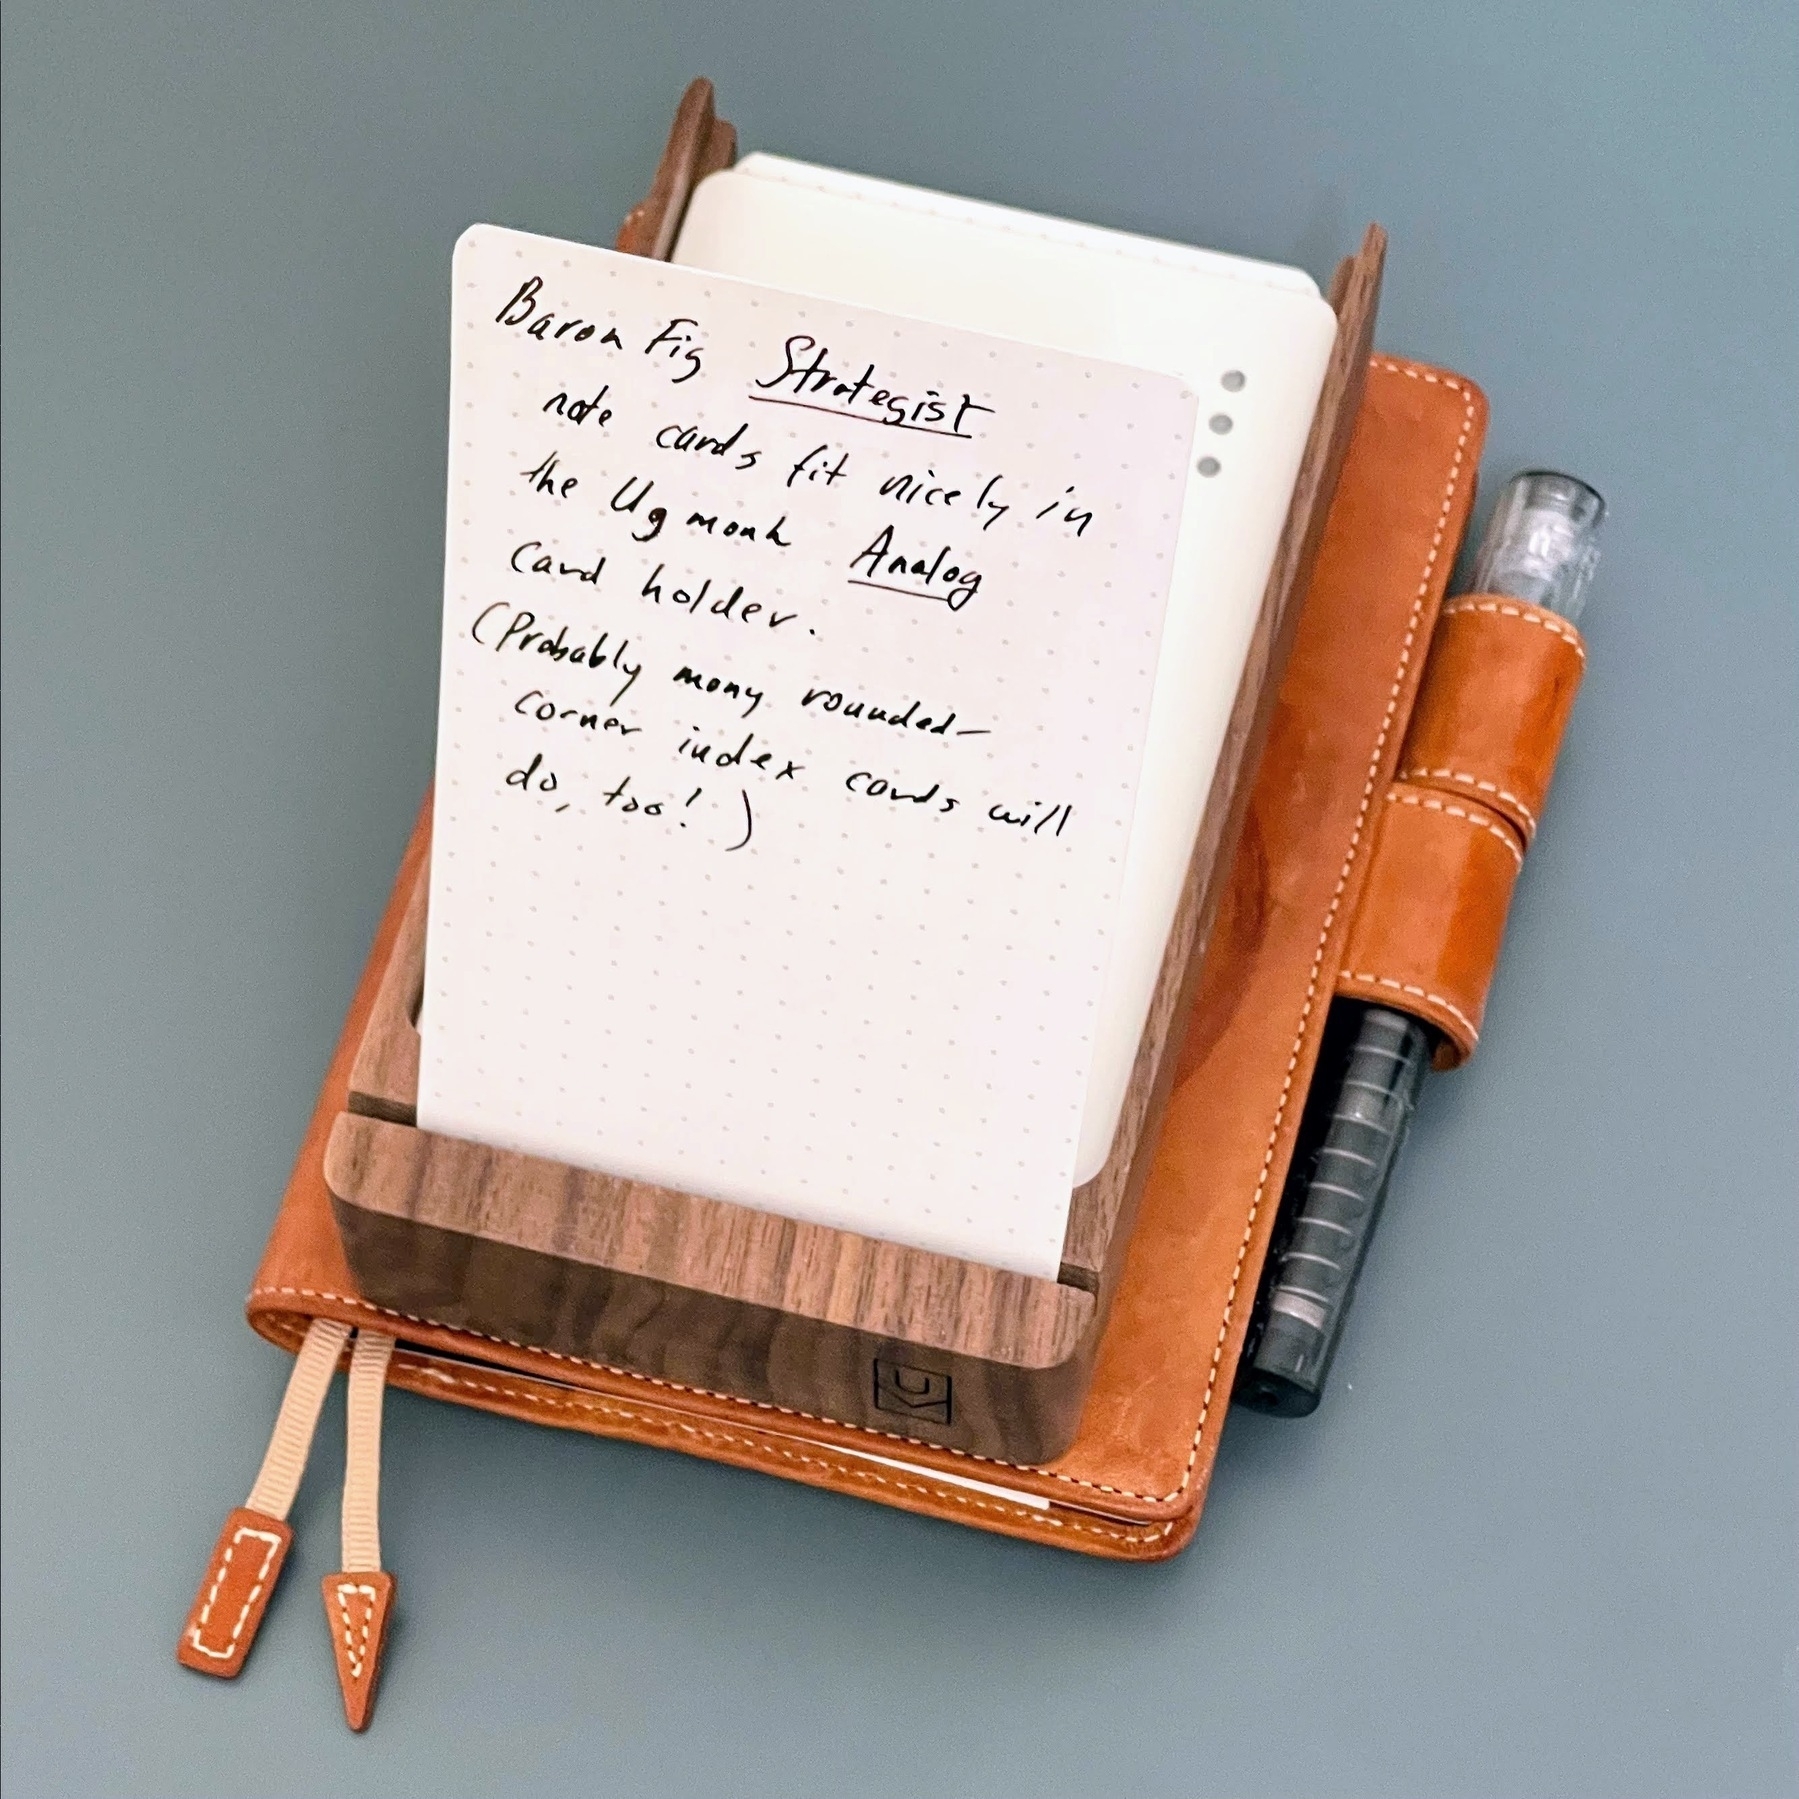 Baron Fig Strategist
note cards fit nicely in
the Ugmonk Analog
card holder.
(Probably many rounded-
corner index cards will
do, too!)